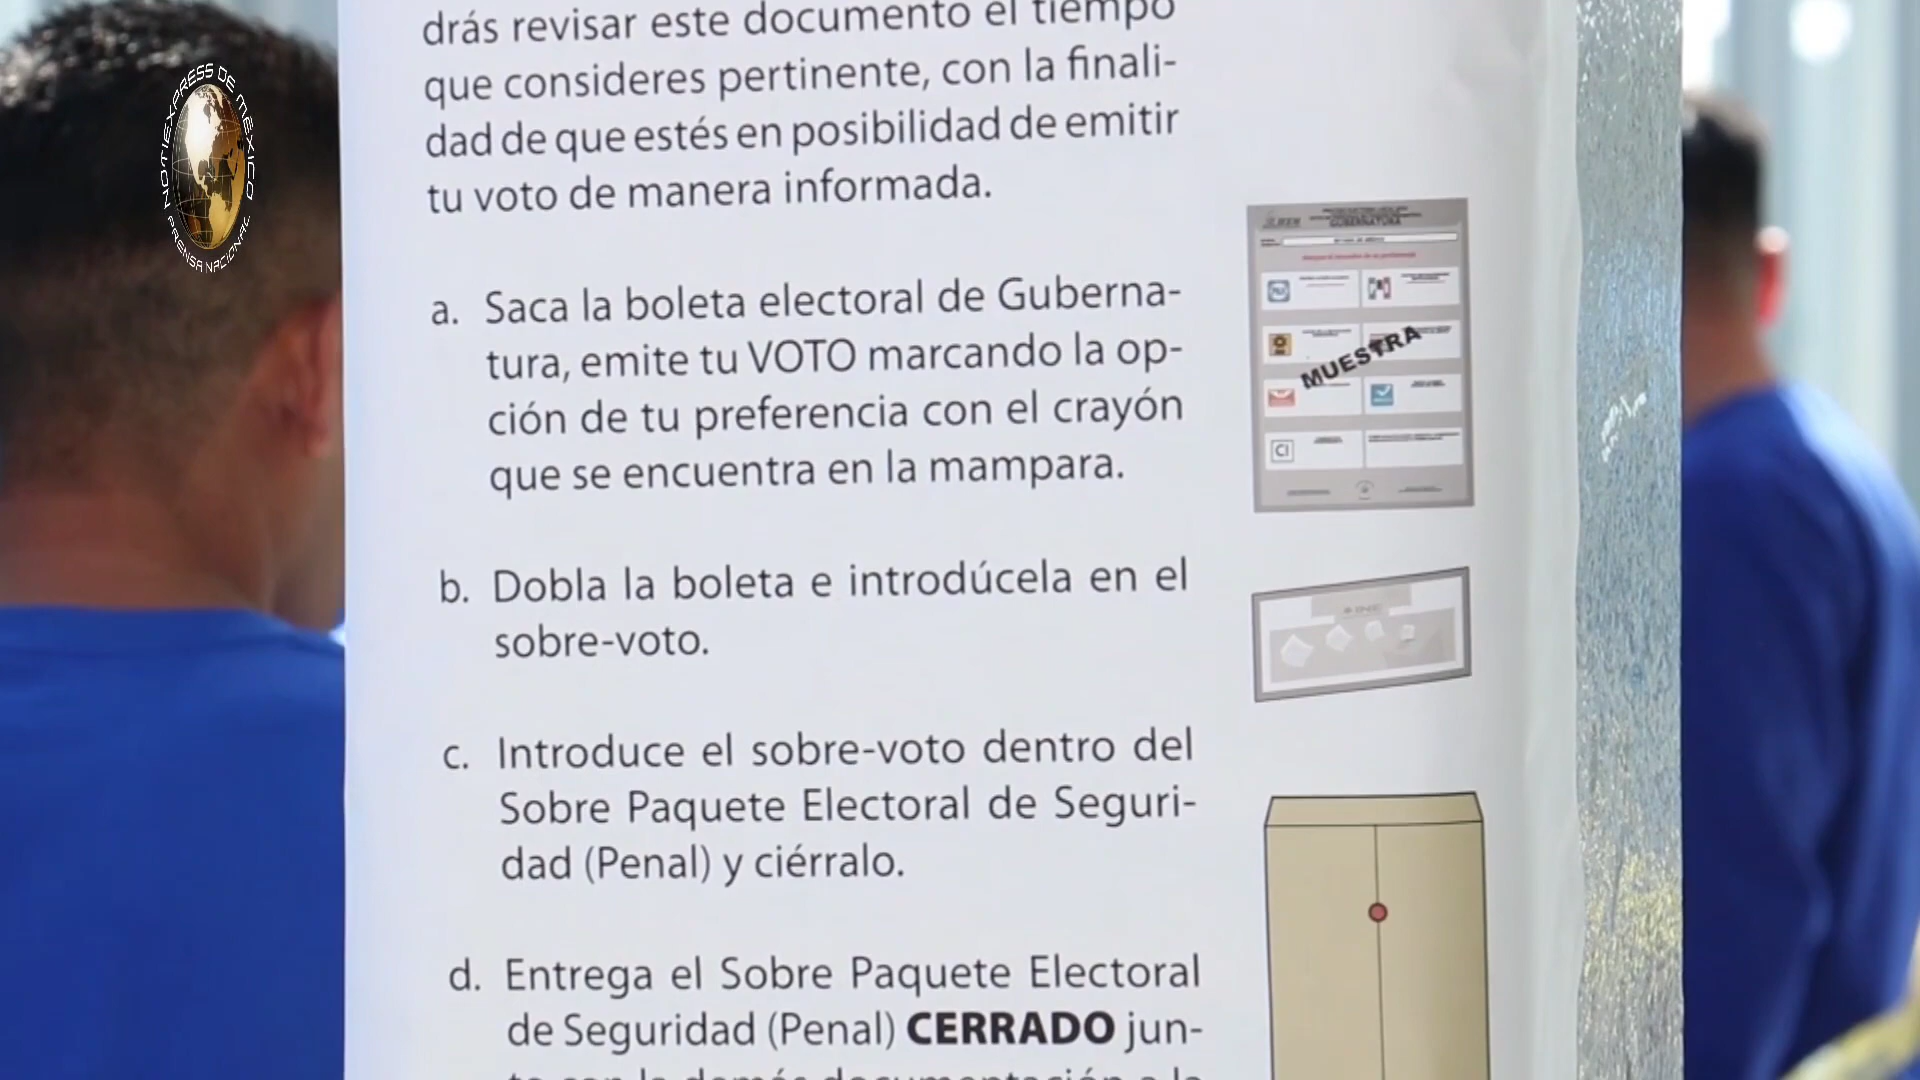 NOTIEXPRESS DE MÉXICO
PRENSA NACIONAL
drás revisar este documento el tiempo
que consideres pertinente, con la finali-
dad de que estés en posibilidad de emitir
tu voto de manera informada.
a. Saca la boleta electoral de Guberna-
tura, emite tu VOTO marcando la op-
ción de tu preferencia con el crayón
que se encuentra en la mampara.
GUBERNATURA
MUESTRA
CI
b. Dobla la boleta e introdúcela en el
sobre-voto.
c. Introduce el sobre-voto dentro del
Sobre Paquete Electoral de Seguri-
dad (Penal) y ciérralo.
d. Entrega el Sobre Paquete Electoral
de Seguridad (Penal) CERRADO jun-